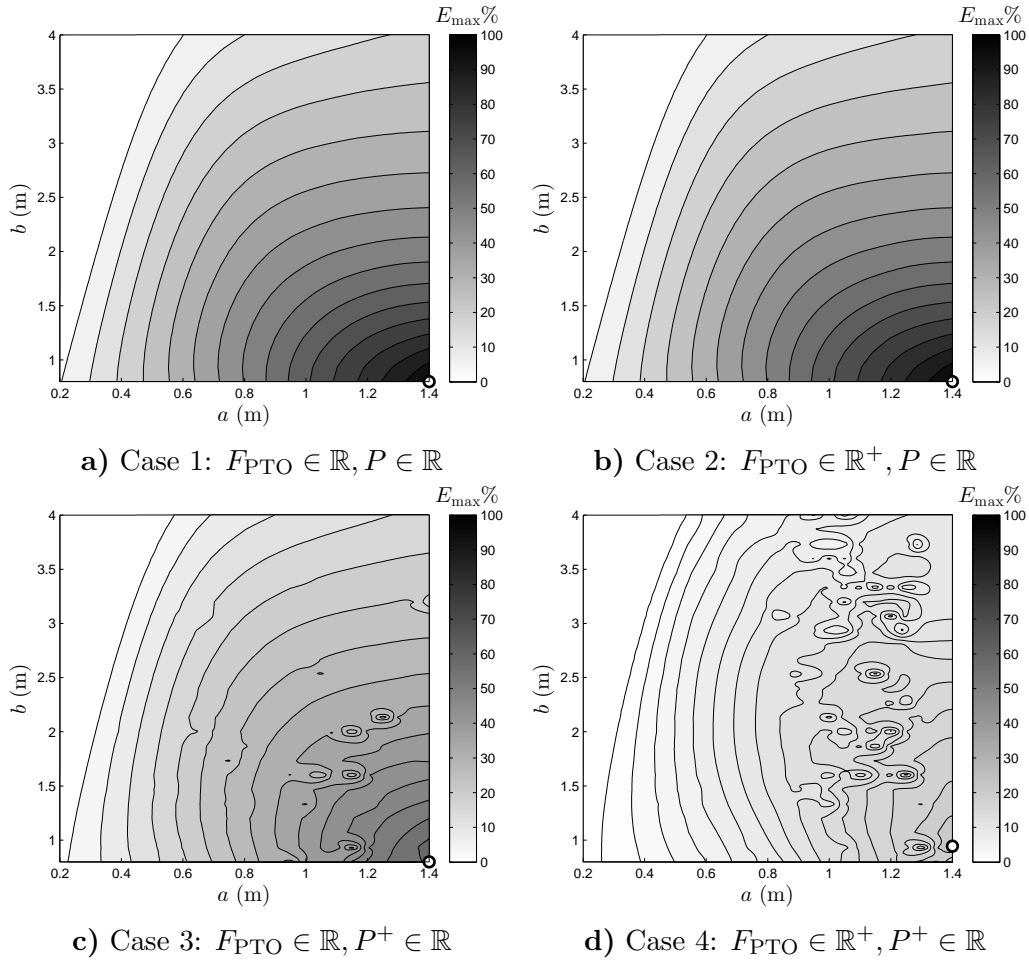 E_max% E_max%
4 100 4 100
90 90
3.5 80 3.5 80
3 70 3 70
60 60
b (m) 2.5 50 b (m) 2.5 50
2 40 2 40
30 30
1.5 20 1.5 20
1 10 1 10
0 0
0.2 0.4 0.6 0.8 1 1.2 1.4 0.2 0.4 0.6 0.8 1 1.2 1.4
a (m) a (m)
a) Case 1: F_PTO ∈ ℝ, P ∈ ℝ b) Case 2: F_PTO ∈ ℝ⁺, P ∈ ℝ
E_max% E_max%
4 100 4 100
90 90
3.5 80 3.5 80
3 70 3 70
60 60
b (m) 2.5 50 b (m) 2.5 50
2 40 2 40
30 30
1.5 20 1.5 20
1 10 1 10
0 0
0.2 0.4 0.6 0.8 1 1.2 1.4 0.2 0.4 0.6 0.8 1 1.2 1.4
a (m) a (m)
c) Case 3: F_PTO ∈ ℝ, P⁺ ∈ ℝ d) Case 4: F_PTO ∈ ℝ⁺, P⁺ ∈ ℝ